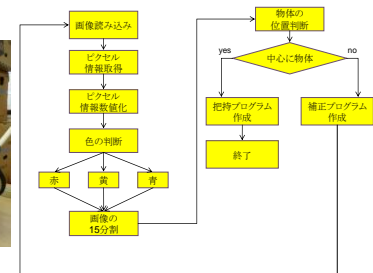 画像読み込み
ピクセル
情報取得
ピクセル
情報数値化
色の判断
赤
黄
青
画像の
15分割
物体の
位置判断
中心に物体
yes
no
把持プログラム
作成
補正プログラム
作成
終了